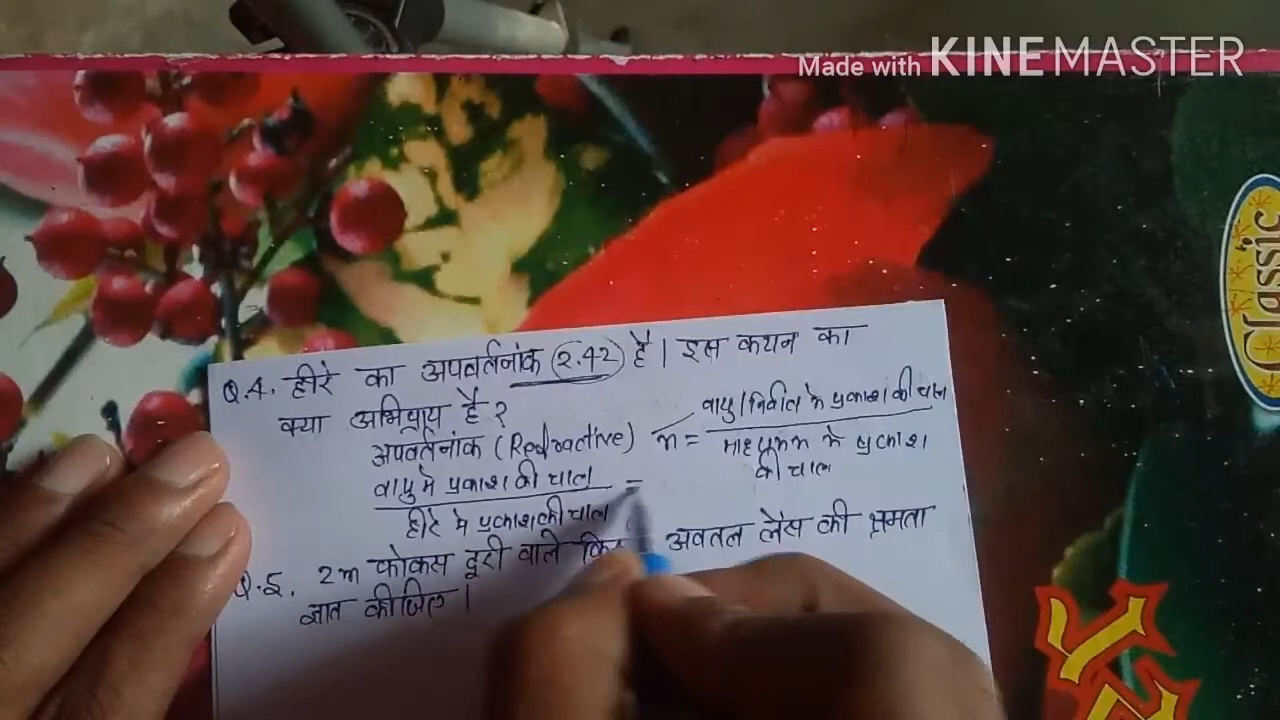 Made with KINEMASTER
Classic
Q.4. हीरे का अपवर्तनांक (2.42) है। इस कथन का
क्या अभिप्राय है?
अपवर्तनांक (Refractive) n = वायु/निर्वात मे प्रकाश की चाल
माध्यम मे प्रकाश
की चाल
वायु मे प्रकाश की चाल =
हीरे मे प्रकाश की चाल
Q.5. 2m फोकस दूरी वाले अवतल लेंस की क्षमता
ज्ञात कीजिए।